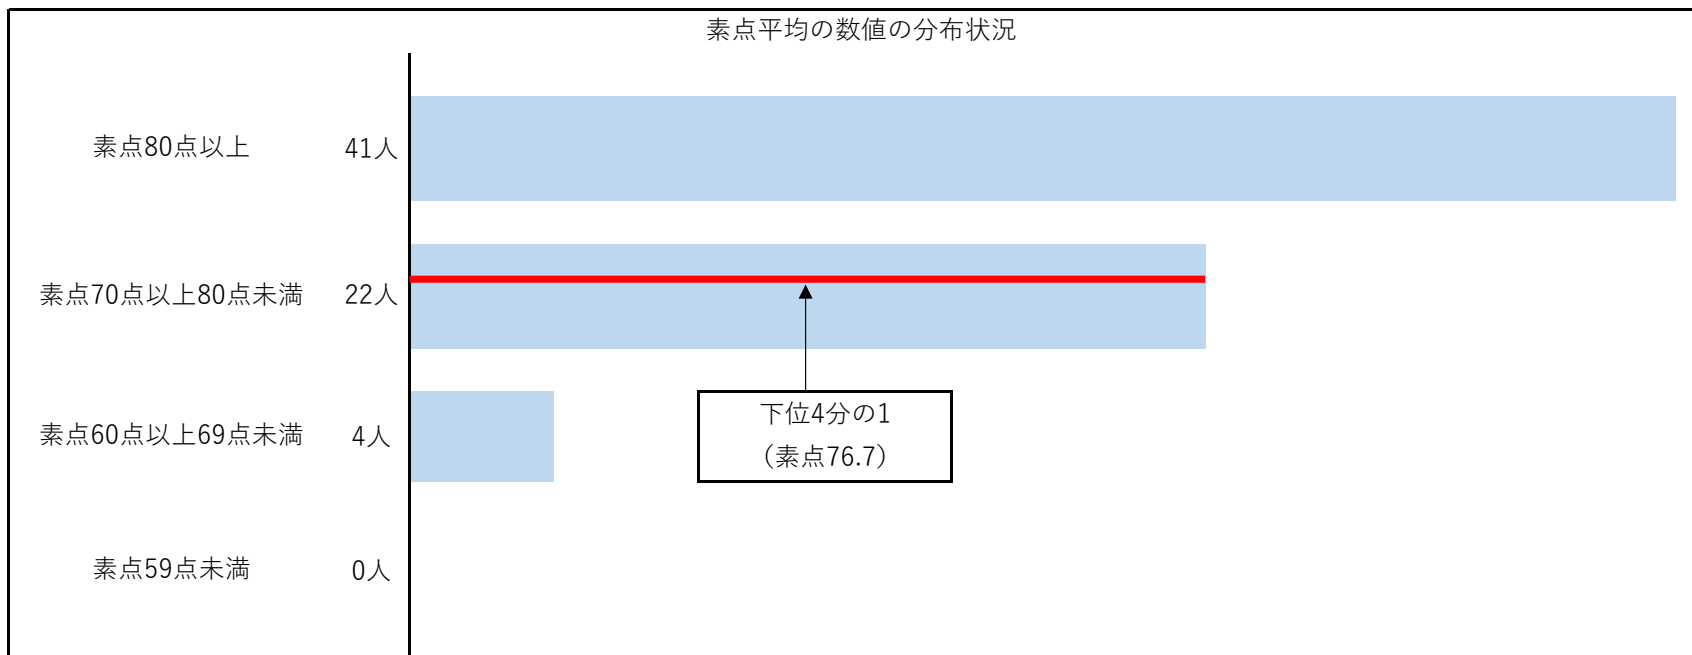 素点平均の数値の分布状況
素点80点以上 41人
素点70点以上80点未満 22人
素点60点以上69点未満 4人
下位4分の1
（素点76.7）
素点59点未満 0人